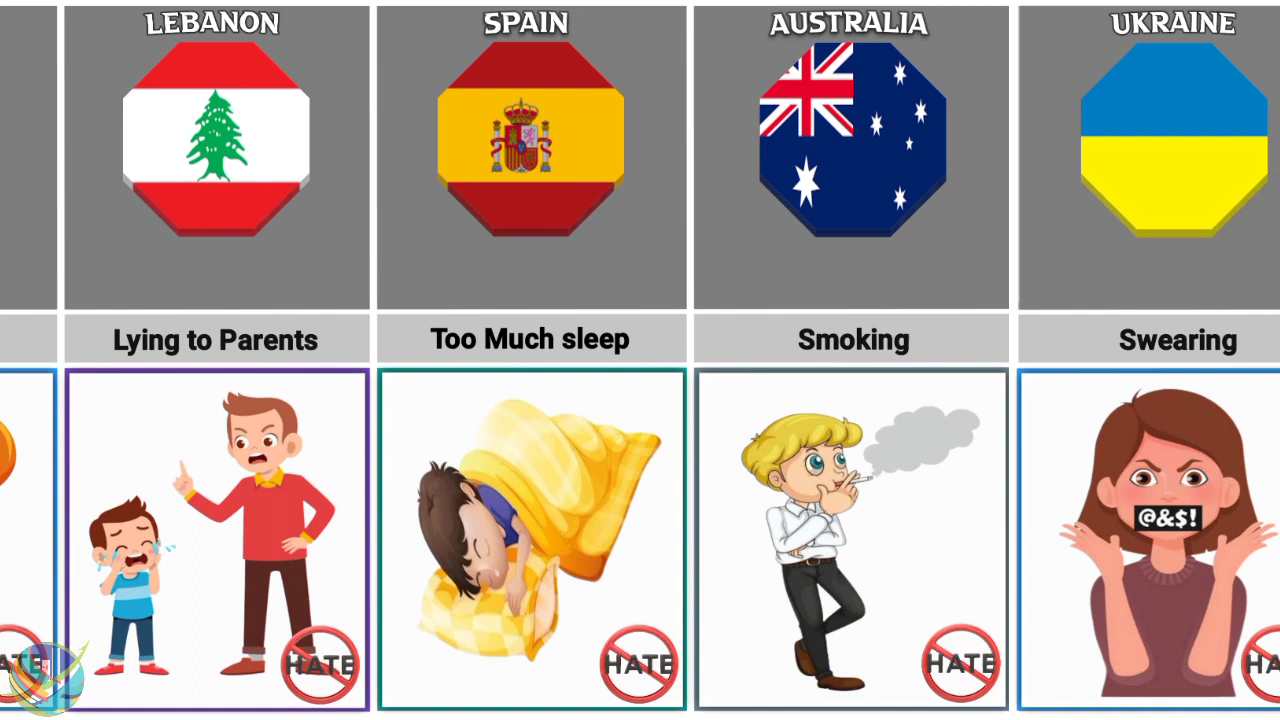 LEBANON
SPAIN
AUSTRALIA
UKRAINE
Lying to Parents
Too Much sleep
Smoking
Swearing
@&$!
HATE
HATE
HATE